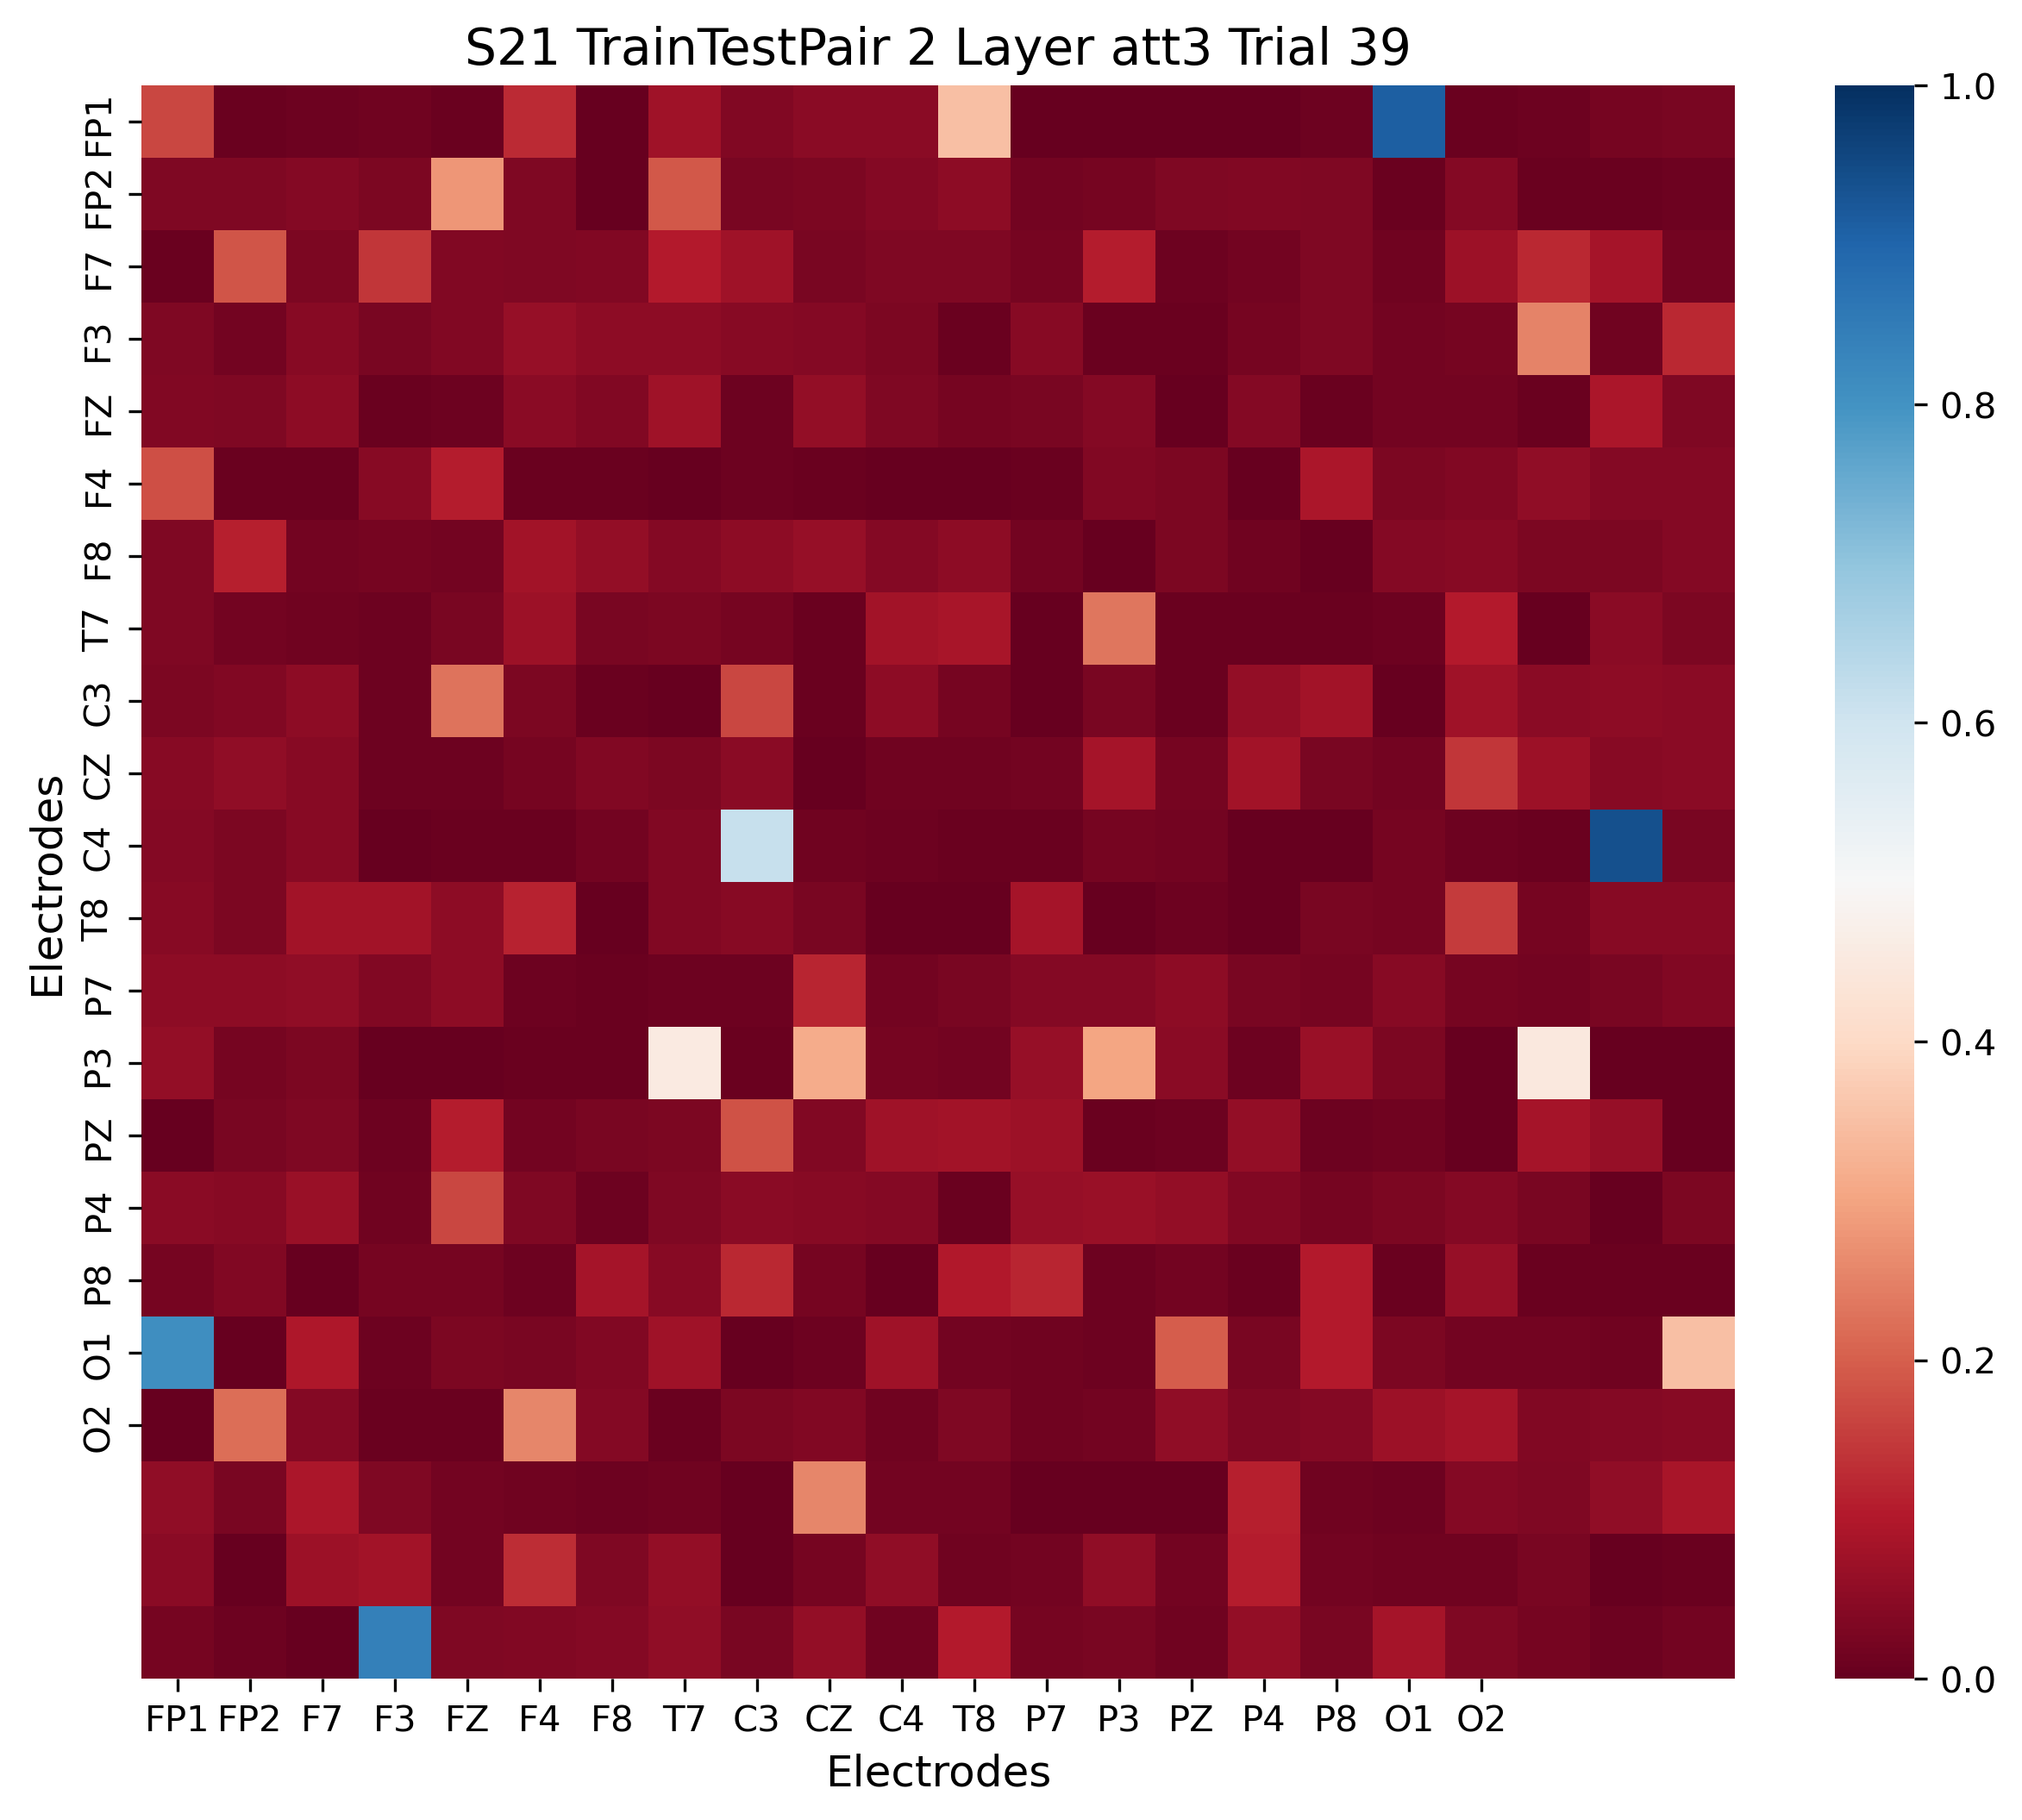 S21 TrainTestPair 2 Layer att3 Trial 39
Electrodes
FP1
FP2
F7
F3
FZ
F4
F8
T7
C3
CZ
C4
T8
P7
P3
PZ
P4
P8
O1
O2
FP1 FP2 F7 F3 FZ F4 F8 T7 C3 CZ C4 T8 P7 P3 PZ P4 P8 O1 O2
Electrodes
1.0
0.8
0.6
0.4
0.2
0.0